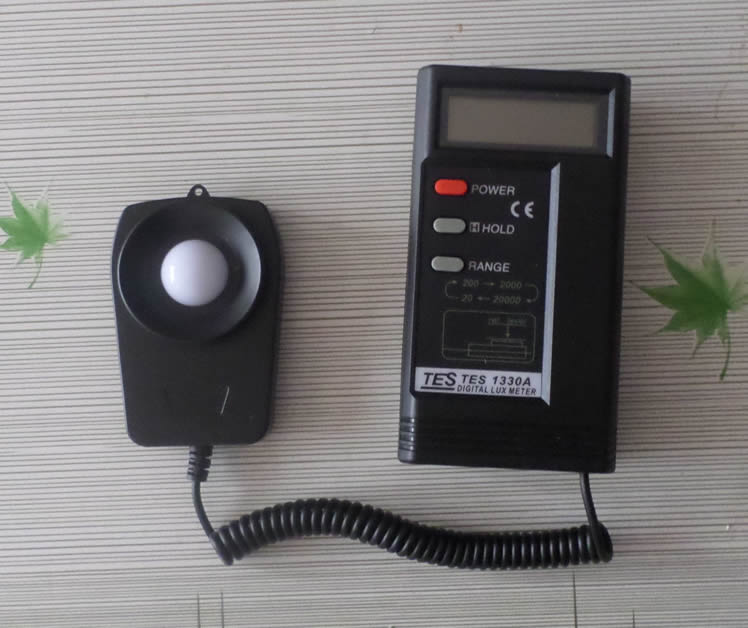 POWER
CE
H HOLD
RANGE
200 → 2000
20 ← 20000
TES TES 1330A
DIGITAL LUX METER